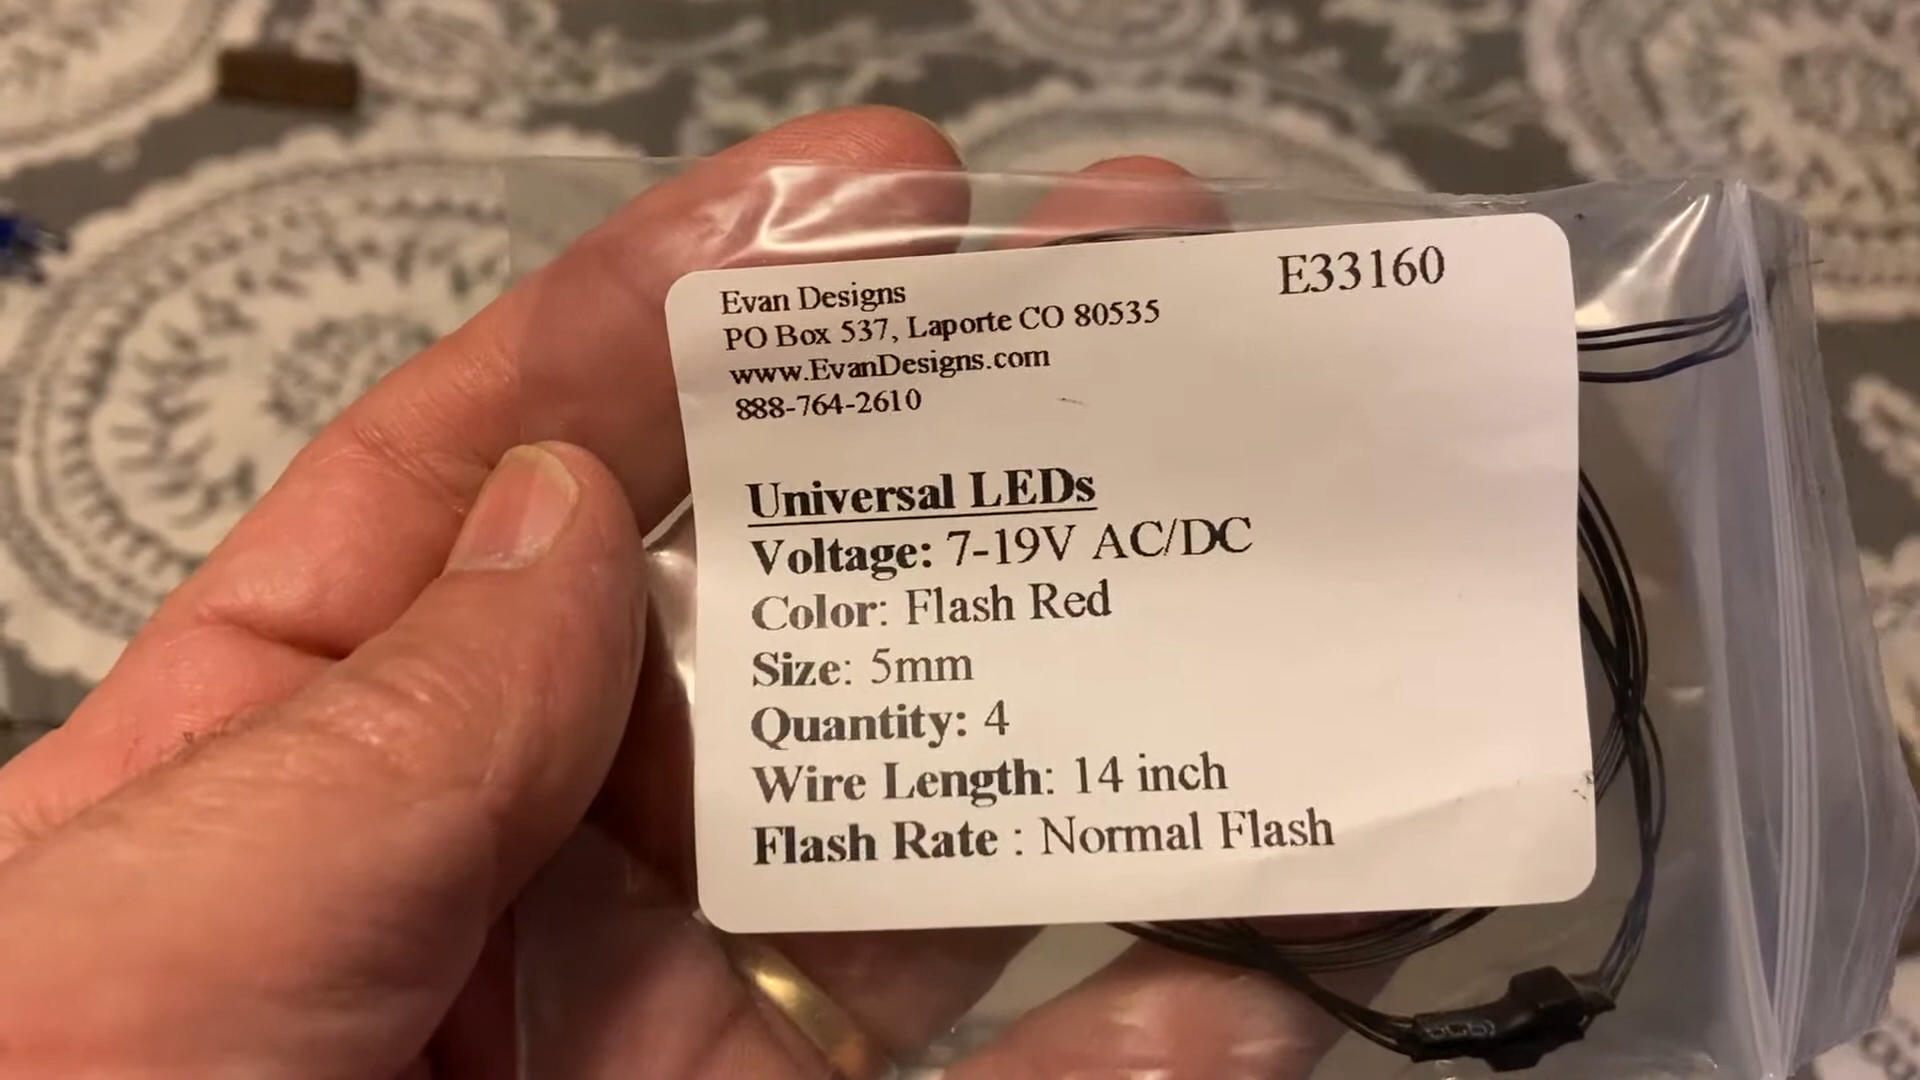 E33160
Evan Designs
PO Box 537, Laporte CO 80535
www.EvanDesigns.com
888-764-2610
Universal LEDs
Voltage: 7-19V AC/DC
Color: Flash Red
Size: 5mm
Quantity: 4
Wire Length: 14 inch
Flash Rate : Normal Flash